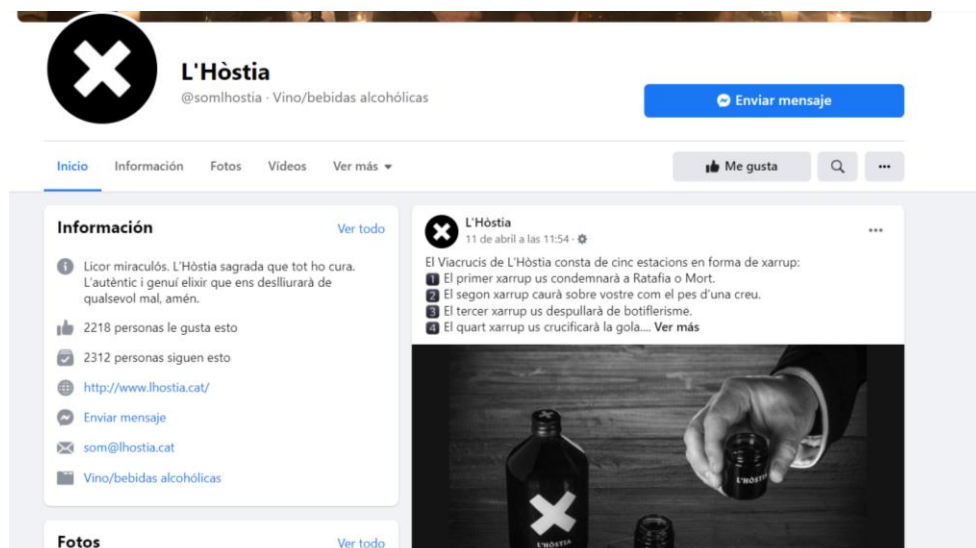 L'Hòstia
@somlhostia · Vino/bebidas alcohólicas
Enviar mensaje
Inicio Información Fotos Vídeos Ver más
Me gusta
Información Ver todo
Licor miraculós. L'Hòstia sagrada que tot ho cura.
L'autèntic i genuí elixir que ens deslliurarà de
qualsevol mal, amén.
2218 personas le gusta esto
2312 personas siguen esto
http://www.lhostia.cat/
Enviar mensaje
som@lhostia.cat
Vino/bebidas alcohólicas
Fotos Ver todo
L'Hòstia
11 de abril a las 11:54 ·
El Viacrucis de L'Hòstia consta de cinc estacions en forma de xarrup:
1 El primer xarrup us condemnarà a Ratafia o Mort.
2 El segon xarrup caurà sobre vostre com el pes d'una creu.
3 El tercer xarrup us despullarà de botiflerisme.
4 El quart xarrup us crucificarà la gola.... Ver más
L'HÒSTIA
L'HÒSTIA